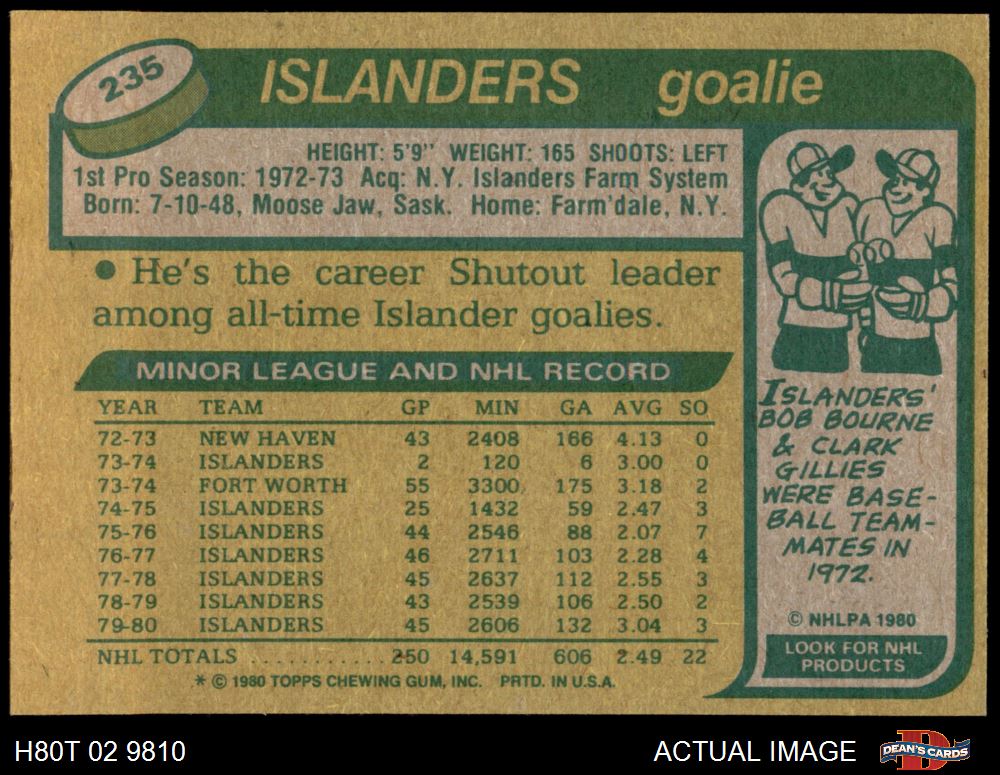 235
ISLANDERS goalie
HEIGHT: 5'9" WEIGHT: 165 SHOOTS: LEFT
1st Pro Season: 1972-73 Acq: N.Y. Islanders Farm System
Born: 7-10-48, Moose Jaw, Sask. Home: Farm'dale, N.Y.
● He's the career Shutout leader
among all-time Islander goalies.
MINOR LEAGUE AND NHL RECORD
YEAR TEAM GP MIN GA AVG SO
72-73 NEW HAVEN 43 2408 166 4.13 0
73-74 ISLANDERS 2 120 6 3.00 0
73-74 FORT WORTH 55 3300 175 3.18 2
74-75 ISLANDERS 25 1432 59 2.47 3
75-76 ISLANDERS 44 2546 88 2.07 7
76-77 ISLANDERS 46 2711 103 2.28 4
77-78 ISLANDERS 45 2637 112 2.55 3
78-79 ISLANDERS 43 2539 106 2.50 2
79-80 ISLANDERS 45 2606 132 3.04 3
NHL TOTALS ........... 250 14,591 606 2.49 22
* © 1980 TOPPS CHEWING GUM, INC. PRTD. IN U.S.A.
ISLANDERS'
BOB BOURNE
& CLARK
GILLIES
WERE BASE-
BALL TEAM-
MATES IN
1972.
© NHLPA 1980
LOOK FOR NHL
PRODUCTS
H80T 02 9810
ACTUAL IMAGE
D
DEAN'S CARDS